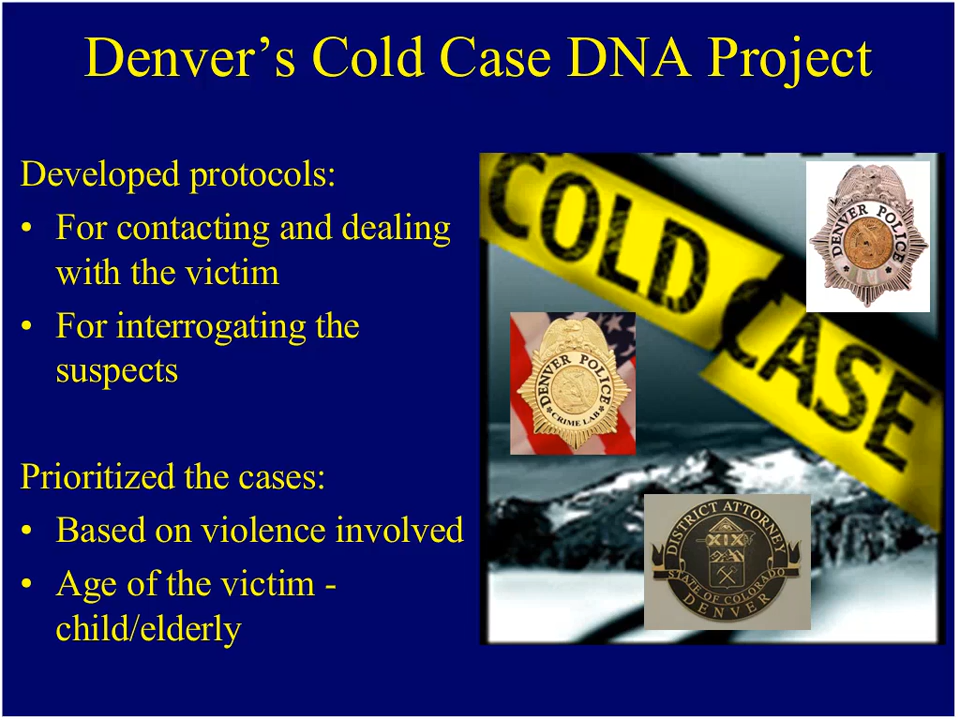 Denver’s Cold Case DNA Project
Developed protocols:
• For contacting and dealing
with the victim
• For interrogating the
suspects
Prioritized the cases:
• Based on violence involved
• Age of the victim -
child/elderly
COLD CASE
DENVER POLICE
DENVER POLICE
CRIME LAB
DISTRICT ATTORNEY
XIX
STATE OF COLORADO
DENVER